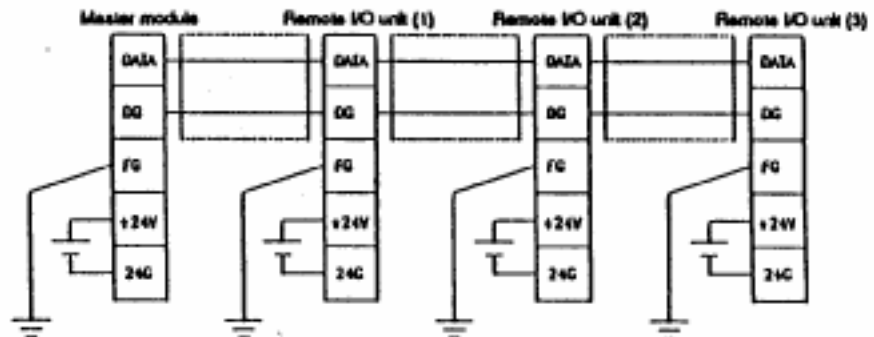 Master module Remote I/O unit (1) Remote I/O unit (2) Remote I/O unit (3)
DATA DATA DATA DATA
DG DG DG DG
FG FG FG FG
+24V +24V +24V +24V
24G 24G 24G 24G